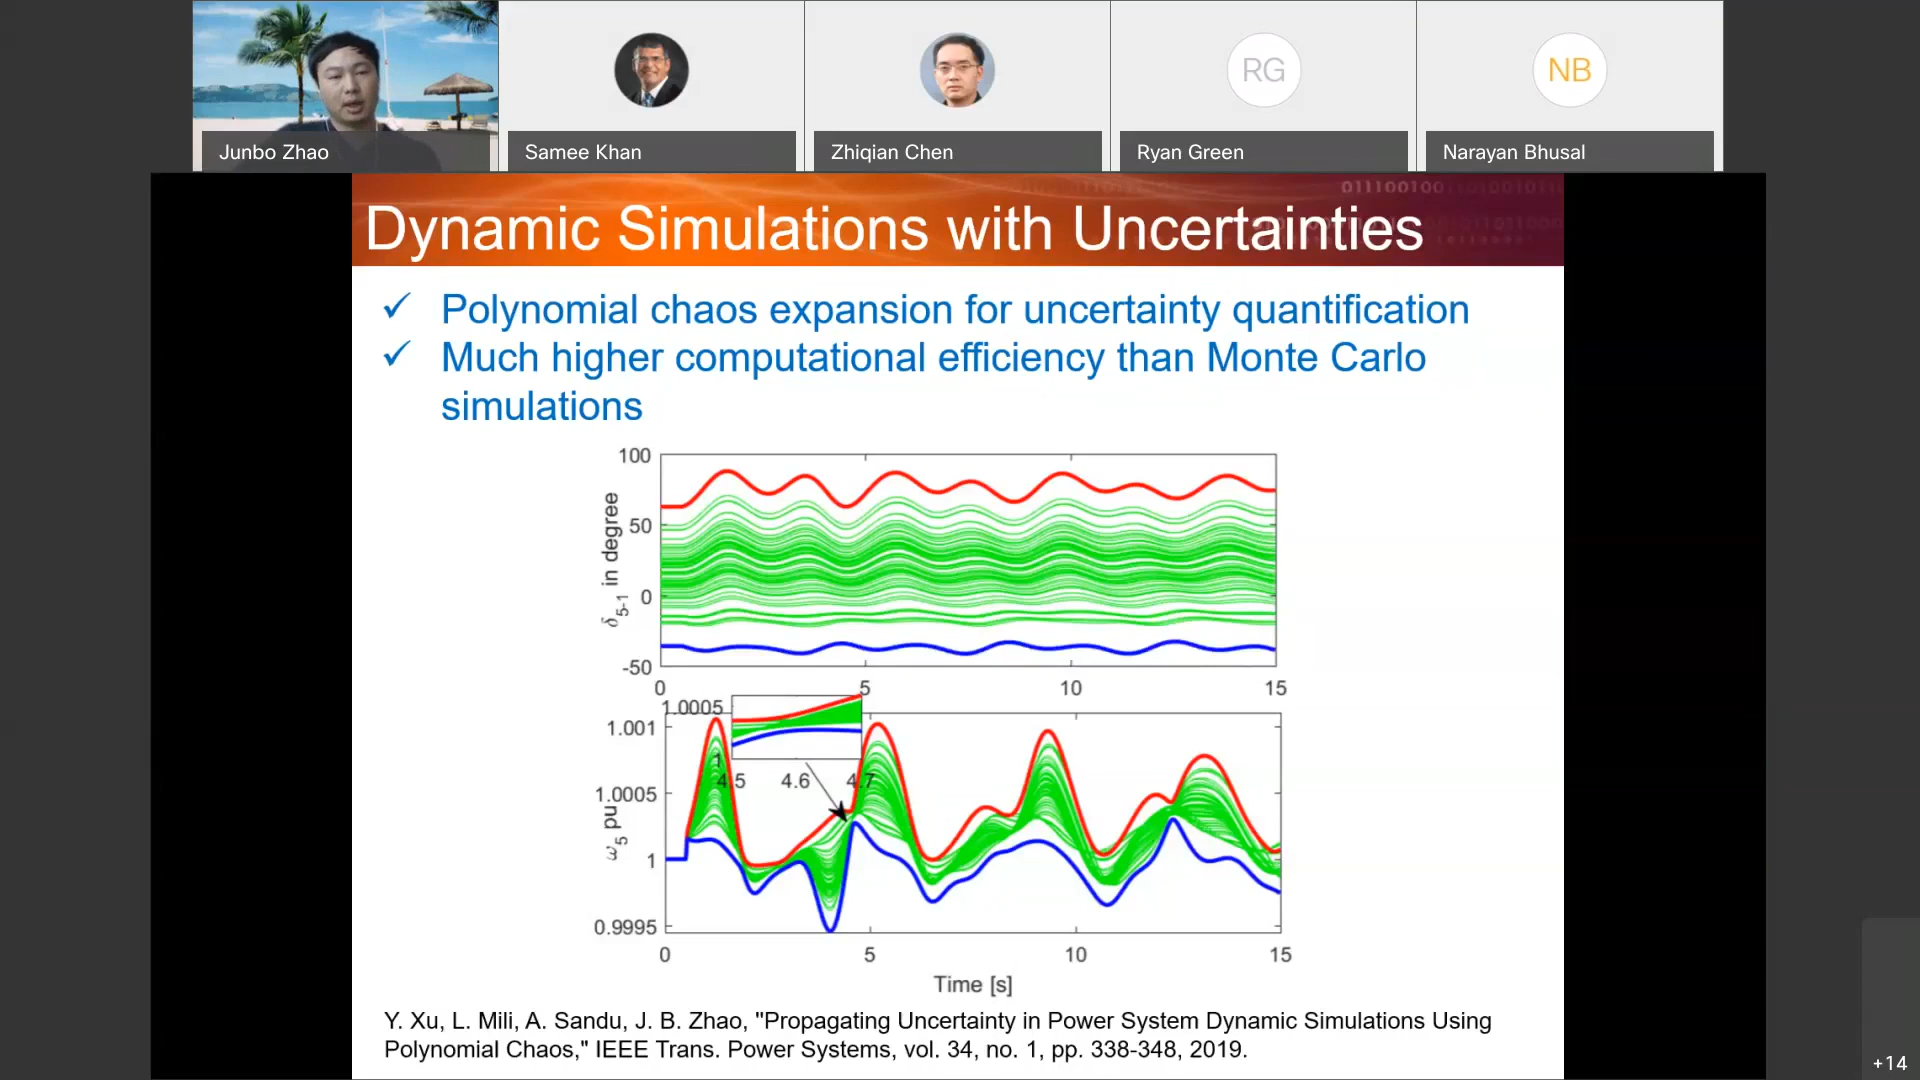 Junbo Zhao
Samee Khan
Zhiqian Chen
RG
Ryan Green
NB
Narayan Bhusal
Dynamic Simulations with Uncertainties
✓ Polynomial chaos expansion for uncertainty quantification
✓ Much higher computational efficiency than Monte Carlo
simulations
100
50
0
-50
δ5-1 in degree
0 5 10 15
1.0005
1
4.5 4.6 4.7
1.001
1.0005
1
0.9995
ω5 pu
0 5 10 15
Time [s]
Y. Xu, L. Mili, A. Sandu, J. B. Zhao, "Propagating Uncertainty in Power System Dynamic Simulations Using
Polynomial Chaos," IEEE Trans. Power Systems, vol. 34, no. 1, pp. 338-348, 2019.
+14